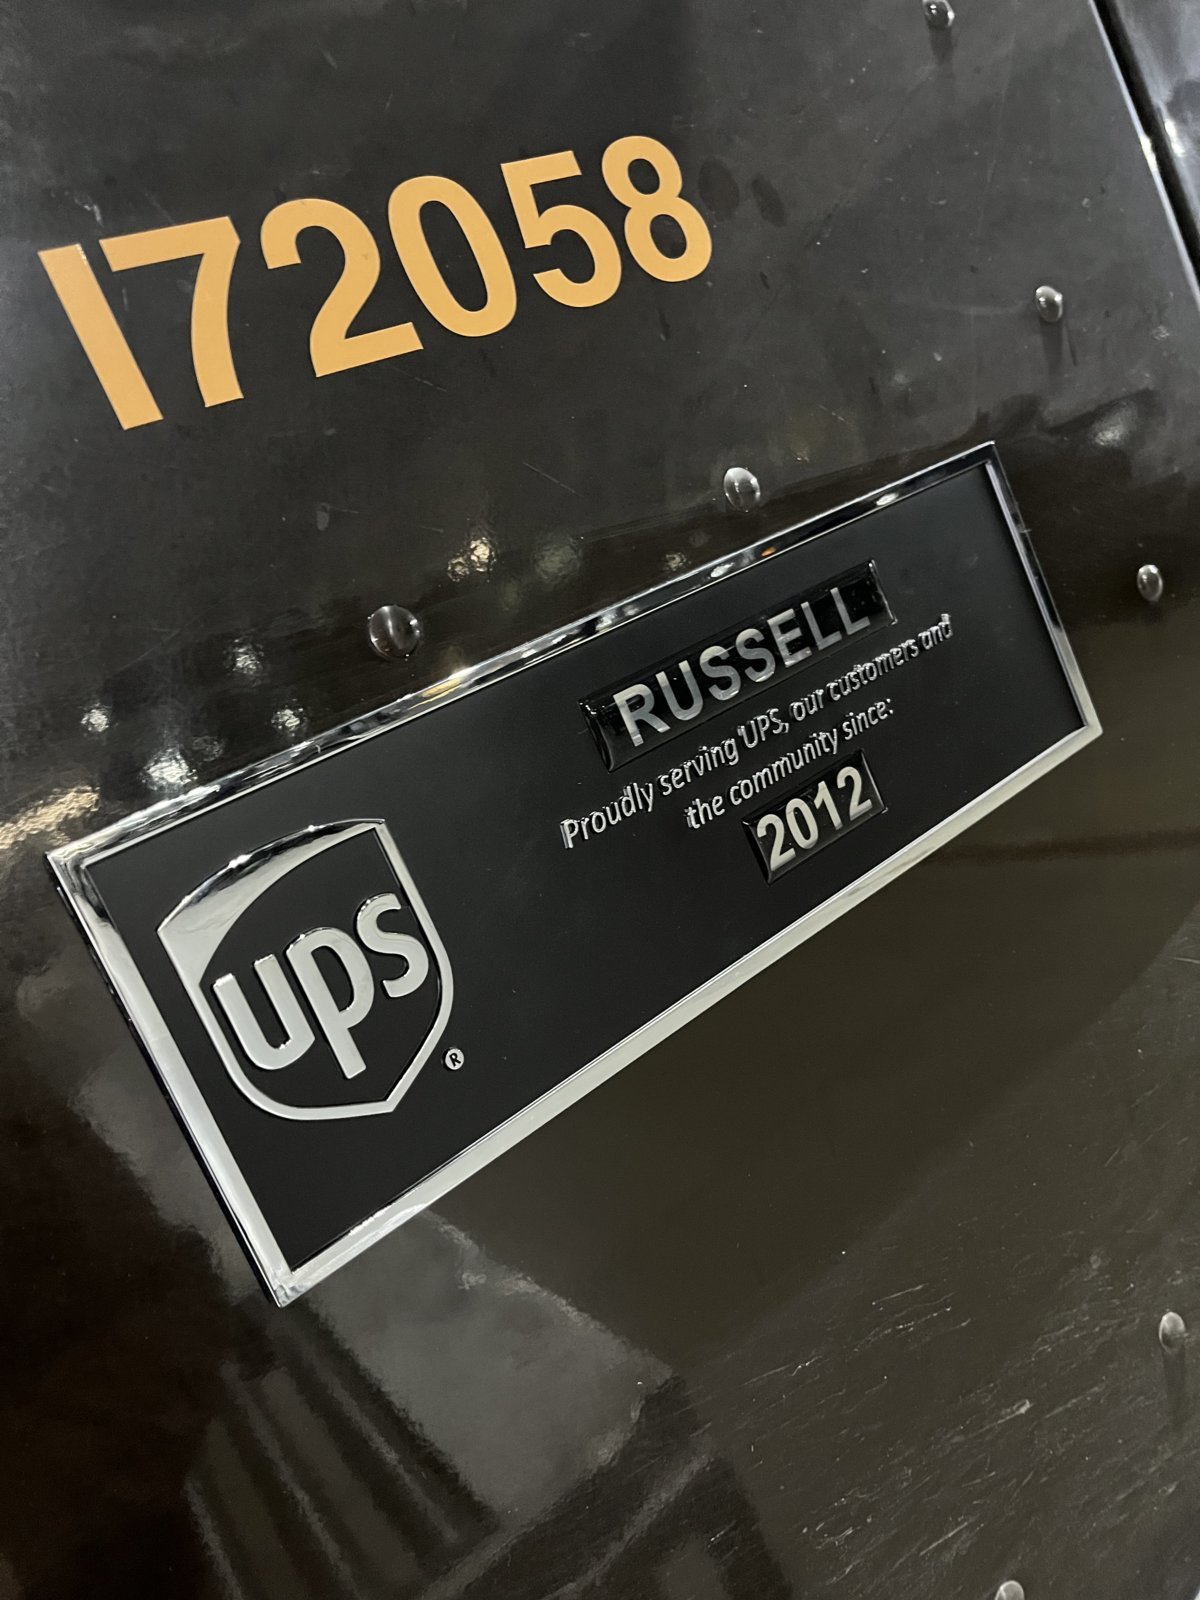 172058
RUSSELL
Proudly serving UPS, our customers and
the community since:
2012
ups
®